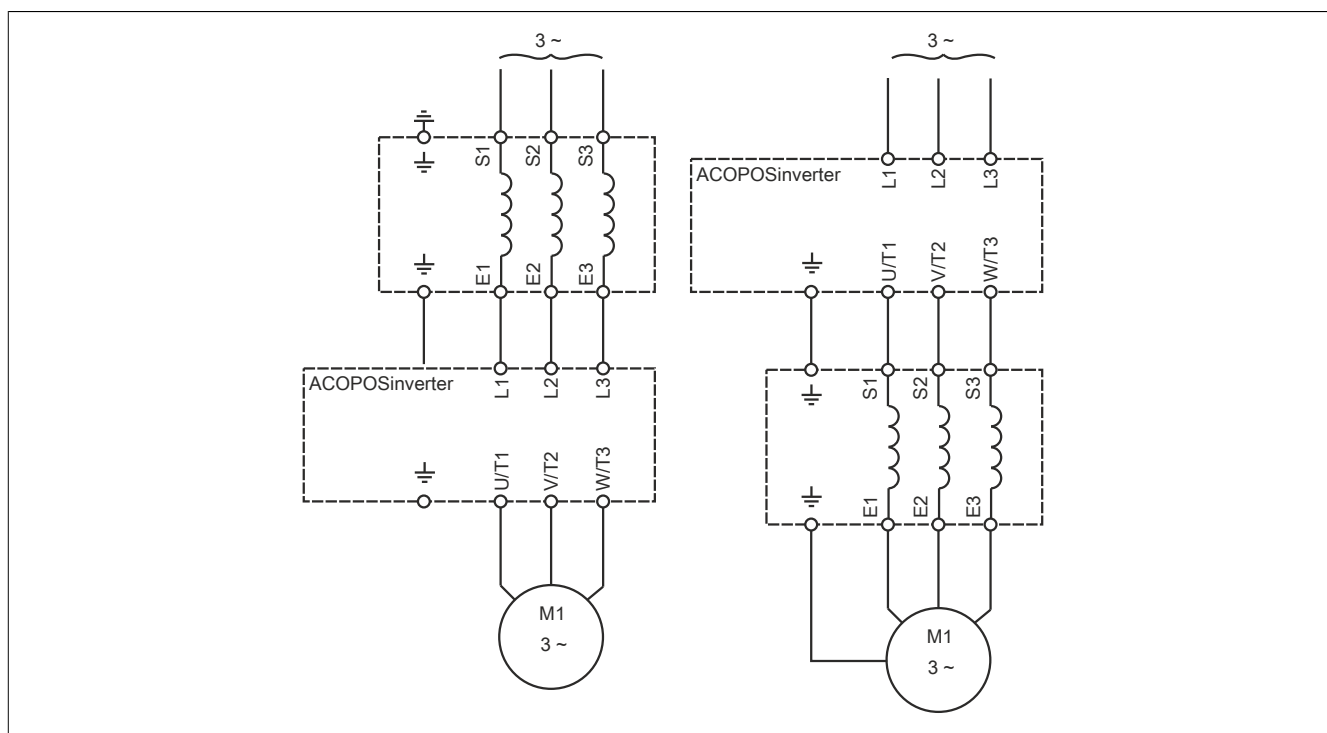 3 ~
S1 S2 S3
E1 E2 E3
ACOPOSinverter
L1 L2 L3
U/T1 V/T2 W/T3
M1
3 ~
3 ~
ACOPOSinverter
L1 L2 L3
U/T1 V/T2 W/T3
S1 S2 S3
E1 E2 E3
M1
3 ~